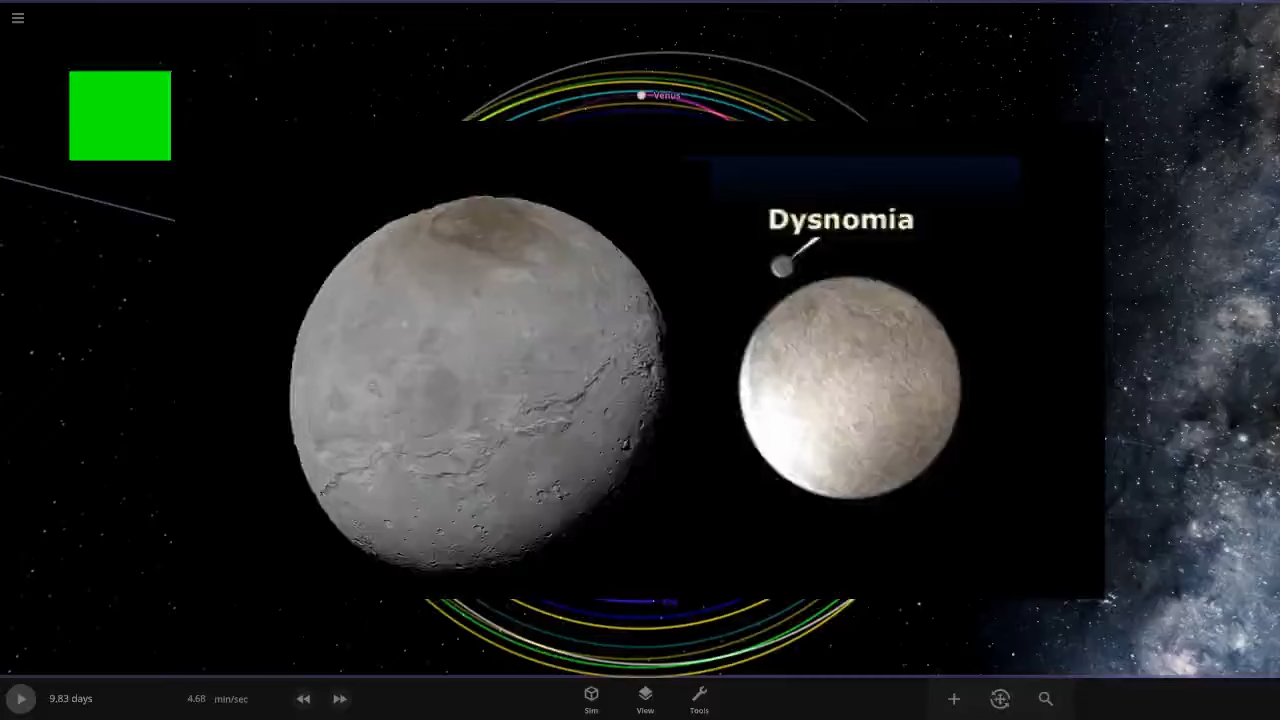 Venus
Dysnomia
9.83 days
4.68 min/sec
Sim
View
Tools